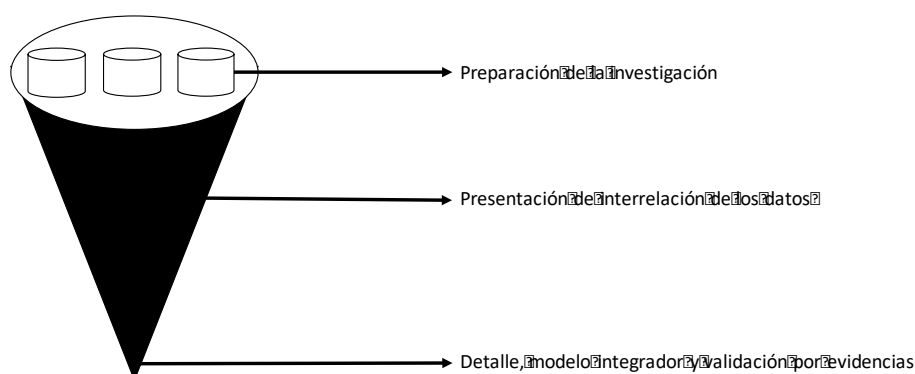 Preparación de la investigación
Presentación de interrelación de los datos
Detalle, modelo integrador y validación por evidencias